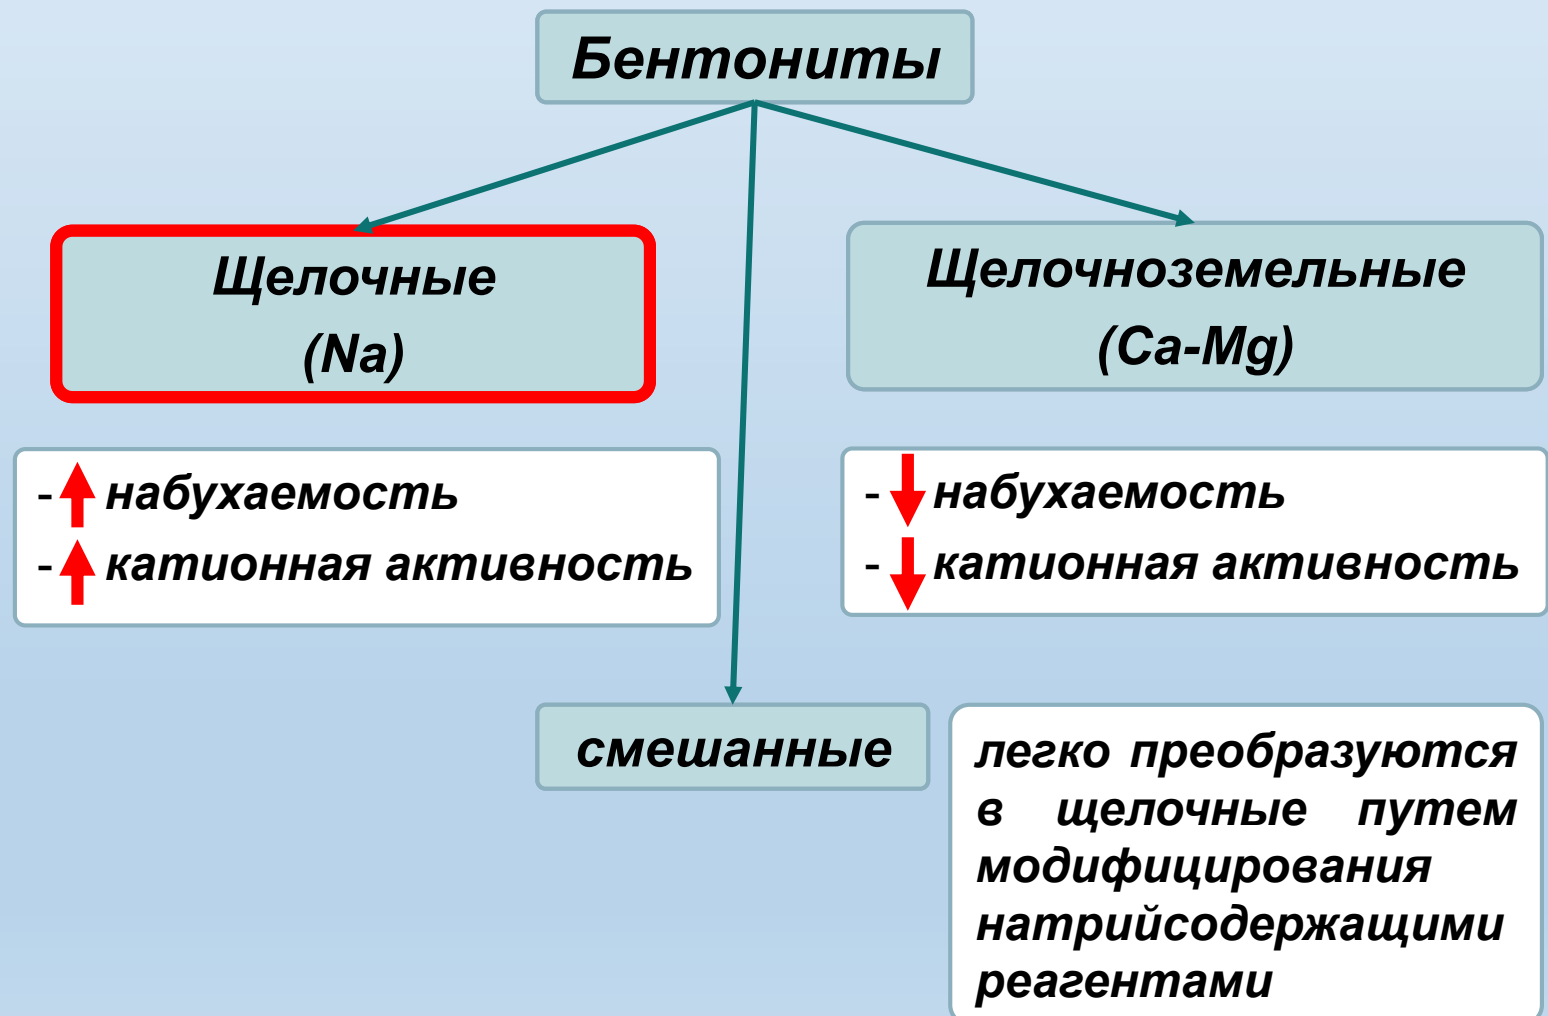 Бентониты
Щелочные
(Na)
Щелочноземельные
(Ca-Mg)
- набухаемость
- катионная активность
- набухаемость
- катионная активность
смешанные
легко преобразуются
в щелочные путем
модифицирования
натрийсодержащими
реагентами